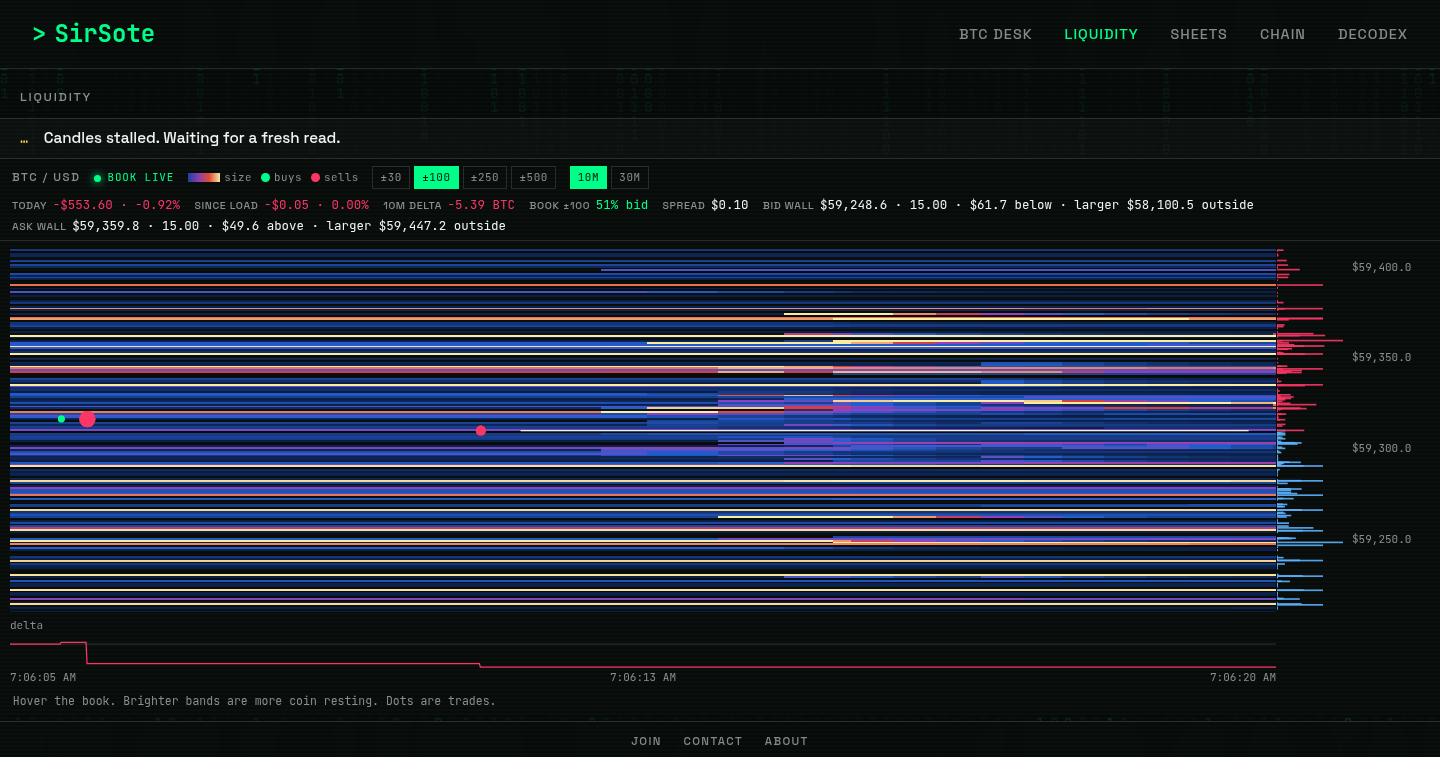 > SirSote
BTC DESK LIQUIDITY SHEETS CHAIN DECODEX
LIQUIDITY
… Candles stalled. Waiting for a fresh read.
BTC / USD BOOK LIVE size buys sells ±30 ±100 ±250 ±500 10M 30M
TODAY -$553.60 · -0.92% SINCE LOAD -$0.05 · 0.00% 10M DELTA -5.39 BTC BOOK ±100 51% bid SPREAD $0.10 BID WALL $59,248.6 · 15.00 · $61.7 below · larger $58,100.5 outside
ASK WALL $59,359.8 · 15.00 · $49.6 above · larger $59,447.2 outside
$59,400.0
$59,350.0
$59,300.0
$59,250.0
delta
7:06:05 AM 7:06:13 AM 7:06:20 AM
Hover the book. Brighter bands are more coin resting. Dots are trades.
JOIN CONTACT ABOUT